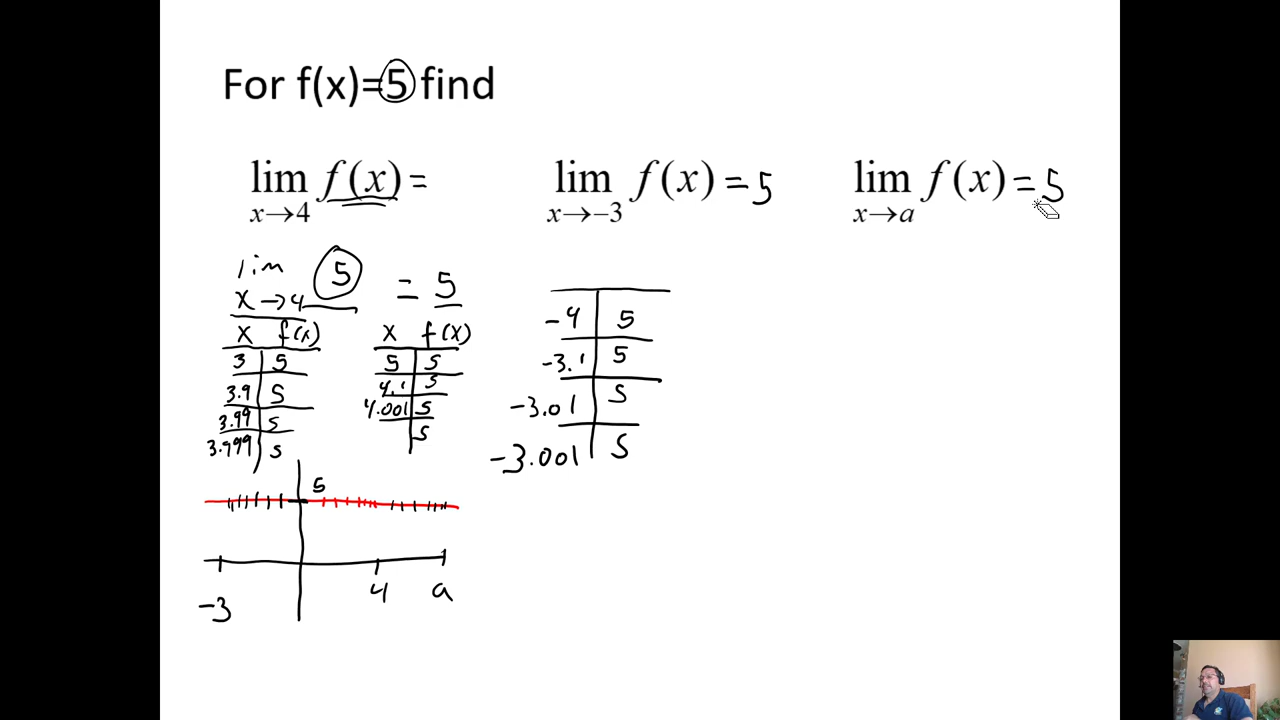 For f(x)=5 find
lim x→4 f(x) =
lim x→-3 f(x) = 5
lim x→a f(x) = 5
lim x→4 5 = 5
x f(x)
3 5
3.9 5
3.99 5
3.999 5
x f(x)
5 5
4.1 5
4.001 5
5
-4 5
-3.1 5
-3.01 5
-3.001 5
5
-3 4 a